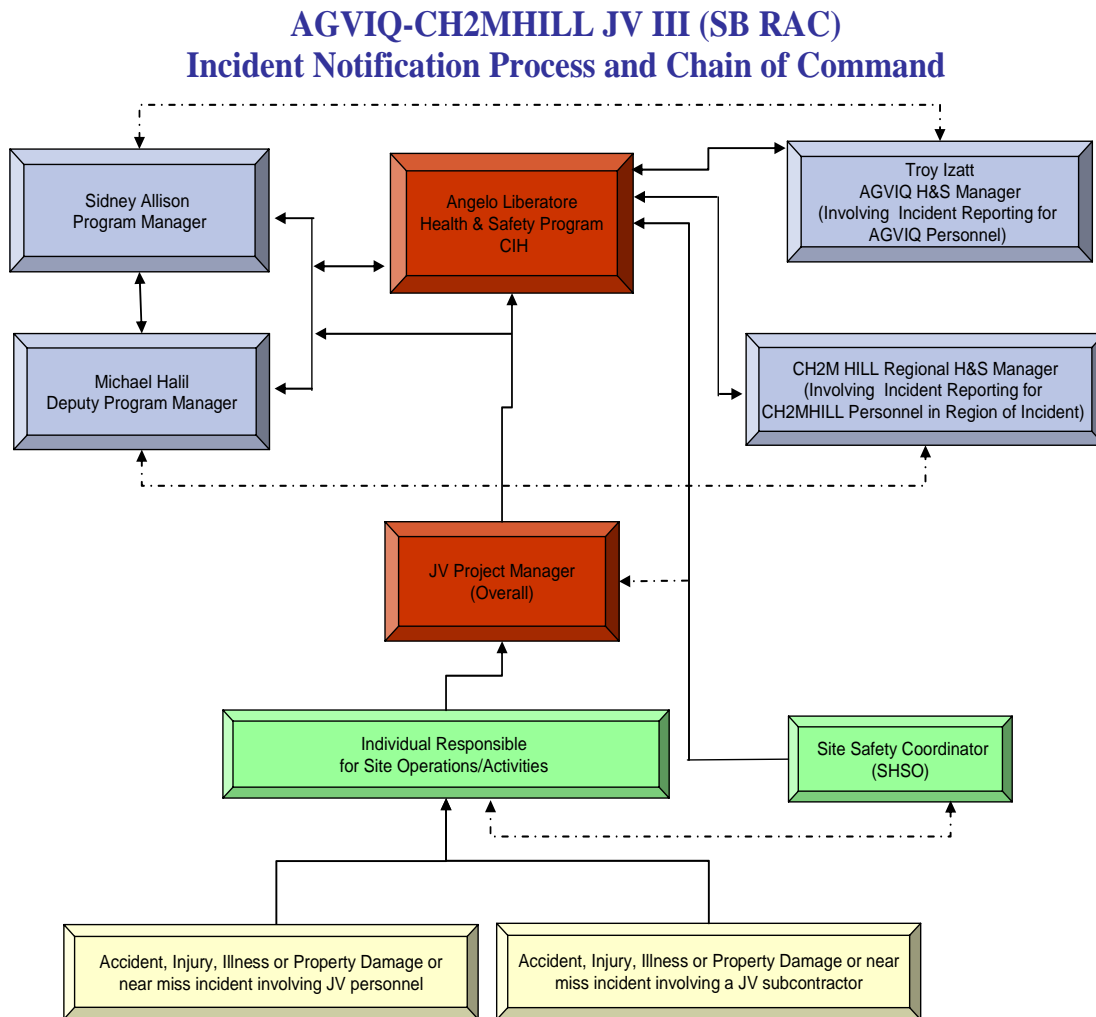 AGVIQ-CH2MHILL JV III (SB RAC)
Incident Notification Process and Chain of Command
Sidney Allison
Program Manager
Angelo Liberatore
Health & Safety Program
CIH
Troy Izatt
AGVIQ H&S Manager
(Involving Incident Reporting for
AGVIQ Personnel)
Michael Halil
Deputy Program Manager
CH2M HILL Regional H&S Manager
(Involving Incident Reporting for
CH2MHILL Personnel in Region of Incident)
JV Project Manager
(Overall)
Individual Responsible
for Site Operations/Activities
Site Safety Coordinator
(SHSO)
Accident, Injury, Illness or Property Damage or
near miss incident involving JV personnel
Accident, Injury, Illness or Property Damage or near
miss incident involving a JV subcontractor